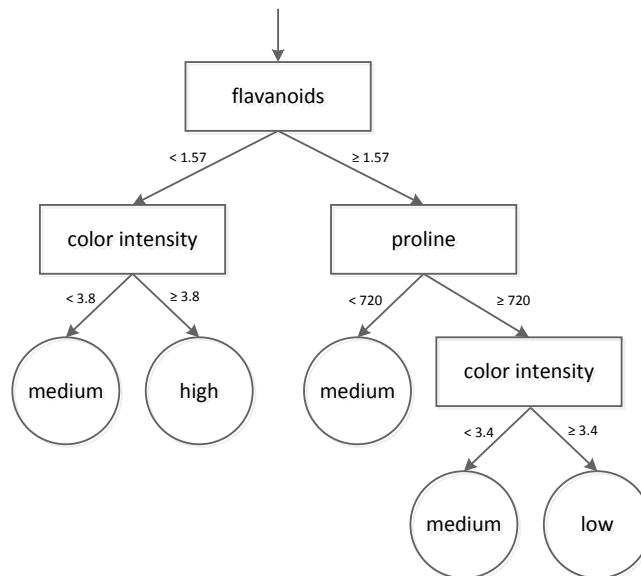 flavanoids
< 1.57
≥ 1.57
color intensity
proline
< 3.8
≥ 3.8
< 720
≥ 720
medium
high
medium
color intensity
< 3.4
≥ 3.4
medium
low